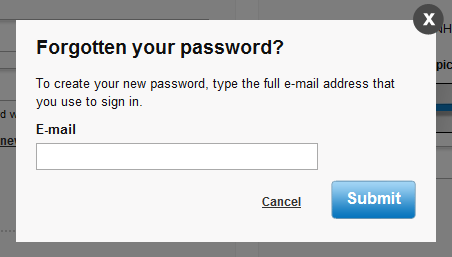 X
Forgotten your password?
To create your new password, type the full e-mail address that
you use to sign in.
E-mail
Cancel
Submit